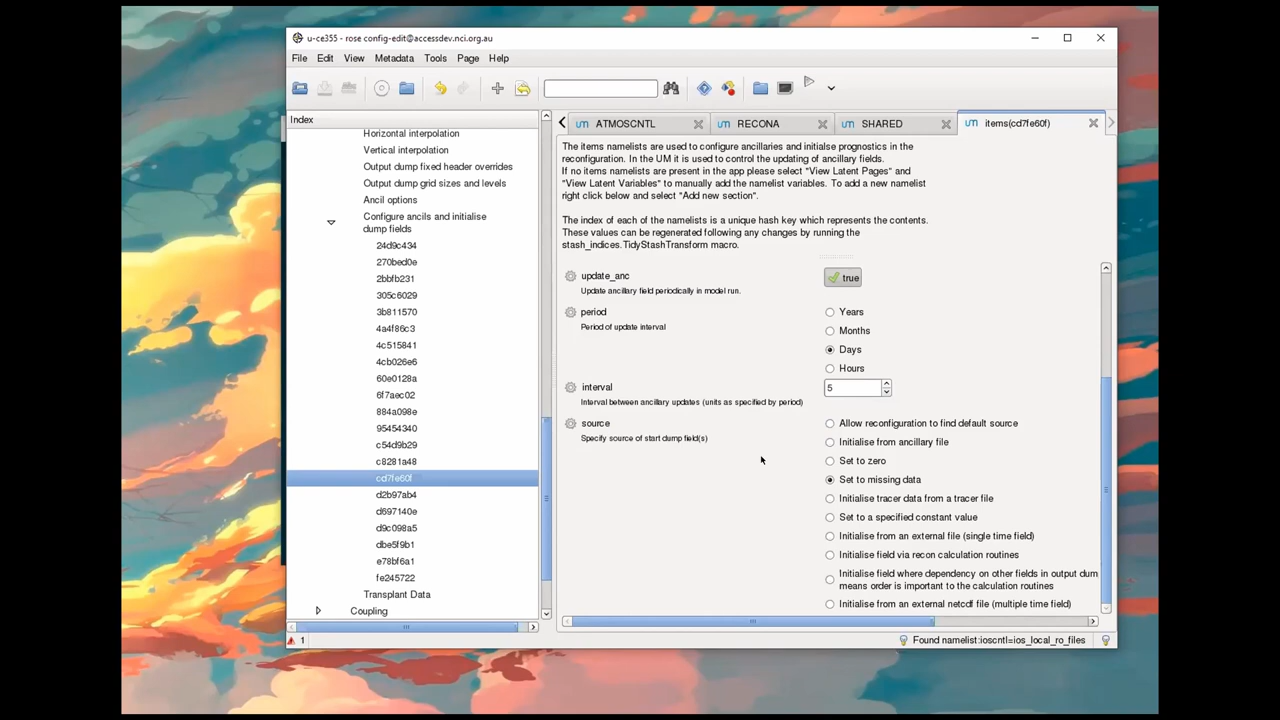 u-ce355 - rose config-edit@accessdev.nci.org.au
File Edit View Metadata Tools Page Help
Index
Horizontal interpolation
Vertical interpolation
Output dump fixed header overrides
Output dump grid sizes and levels
Ancil options
Configure ancils and initialise
dump fields
24d9c434
270bed0e
2bbfb231
305c6029
3b811570
4a4f86c3
4c515841
4cb026e6
60e0128a
6f7aec02
884a098e
95454340
c54d9b29
c8281a48
cd7fe60f
d2b97ab4
d697140e
d9c098a5
dbe5f9b1
e78bf6a1
fe245722
Transplant Data
Coupling
1
um ATMOSCNTL
um RECONA
um SHARED
um items(cd7fe60f)
The items namelists are used to configure ancillaries and initialse prognostics in the
reconfiguration. In the UM it is used to control the updating of ancillary fields.
If no items namelists are present in the app please select "View Latent Pages" and
"View Latent Variables" to manually add the namelist variables. To add a new namelist
right click below and select "Add new section".
The index of each of the namelists is a unique hash key which represents the contents.
These values can be regenerated following any changes by running the
stash_indices.TidyStashTransform macro.
update_anc
true
Update ancillary field periodically in model run.
period
Period of update interval
Years
Months
Days
Hours
interval
5
Interval between ancillary updates (units as specified by period)
source
Specify source of start dump field(s)
Allow reconfiguration to find default source
Initialise from ancillary file
Set to zero
Set to missing data
Initialise tracer data from a tracer file
Set to a specified constant value
Initialise from an external file (single time field)
Initialise field via recon calculation routines
Initialise field where dependency on other fields in output dum
means order is important to the calculation routines
Initialise from an external netcdf file (multiple time field)
Found namelist:ioscntl=ios_local_ro_files